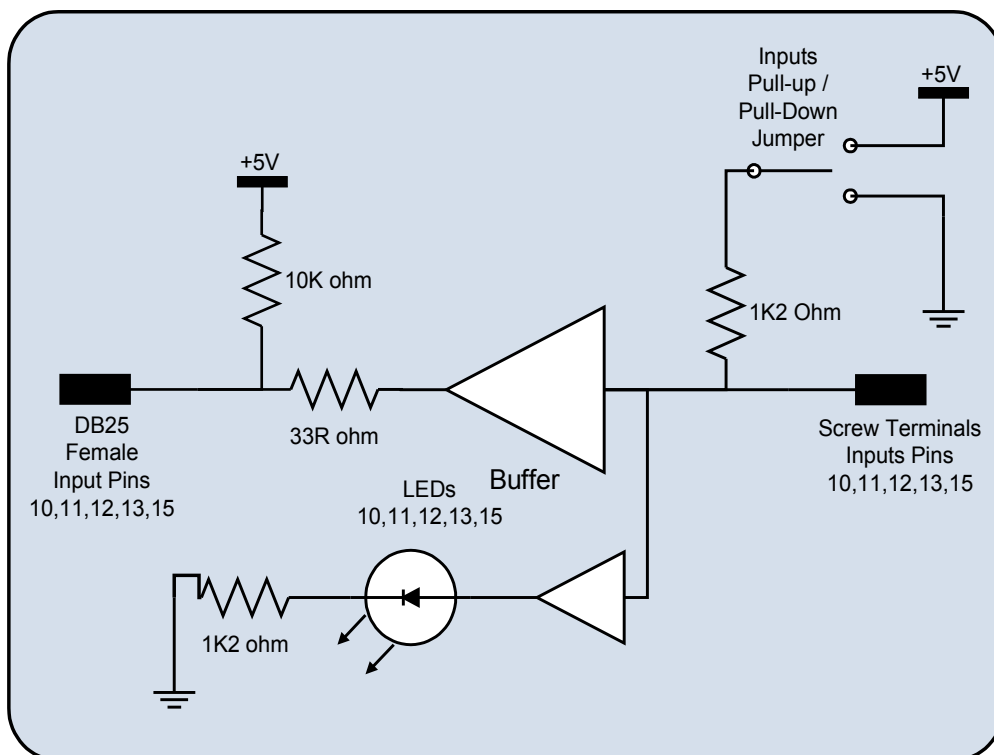 Inputs
Pull-up /
Pull-Down
Jumper
+5V
+5V
10K ohm
1K2 Ohm
DB25
Female
Input Pins
10,11,12,13,15
33R ohm
Buffer
Screw Terminals
Inputs Pins
10,11,12,13,15
LEDs
10,11,12,13,15
1K2 ohm